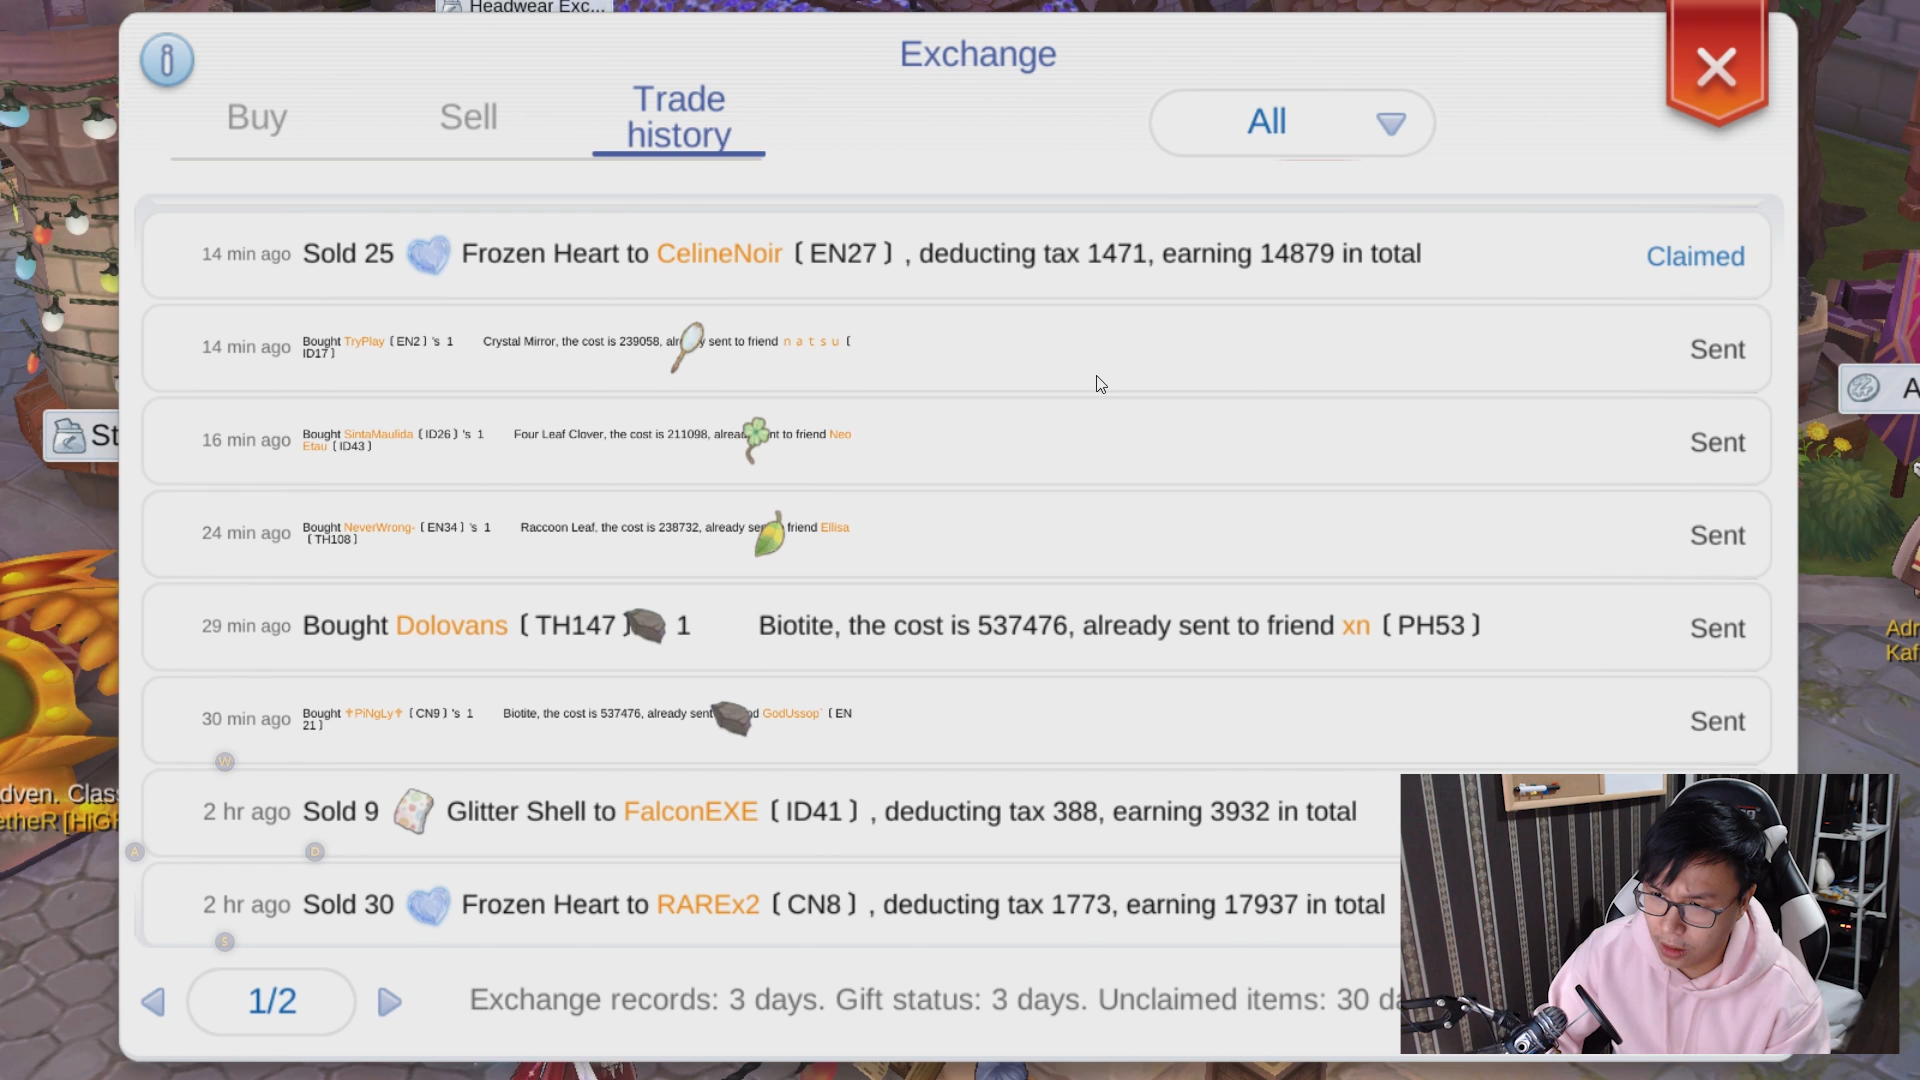 Headwear Exc...
Exchange
Buy
Sell
Trade
history
All
14 min ago Sold 25 Frozen Heart to CelineNoir〔EN27〕, deducting tax 1471, earning 14879 in total Claimed
14 min ago Bought TryPlay〔EN2〕's 1 Crystal Mirror, the cost is 239058, sent to friend n a t s u〔
ID17〕
Sent
16 min ago Bought SintaMaulida〔ID26〕's 1 Four Leaf Clover, the cost is 211098, to friend Neo
Etau〔ID43〕
Sent
24 min ago Bought NeverWrong-〔EN34〕's 1 Raccoon Leaf, the cost is 238732, already friend Ellisa
〔TH108〕
Sent
29 min ago Bought Dolovans〔TH147〕 1 Biotite, the cost is 537476, already sent to friend xn〔PH53〕 Sent
30 min ago Bought ✝PiNgLy✝〔CN9〕's 1 Biotite, the cost is 537476, already sent GodUssop`〔EN
21〕
Sent
2 hr ago Sold 9 Glitter Shell to FalconEXE〔ID41〕, deducting tax 388, earning 3932 in total
2 hr ago Sold 30 Frozen Heart to RAREx2〔CN8〕, deducting tax 1773, earning 17937 in total
1/2
Exchange records: 3 days. Gift status: 3 days. Unclaimed items: 30
St
A
Adr
Kaf
dven. Clas
etheR [HiG
W
A
D
S